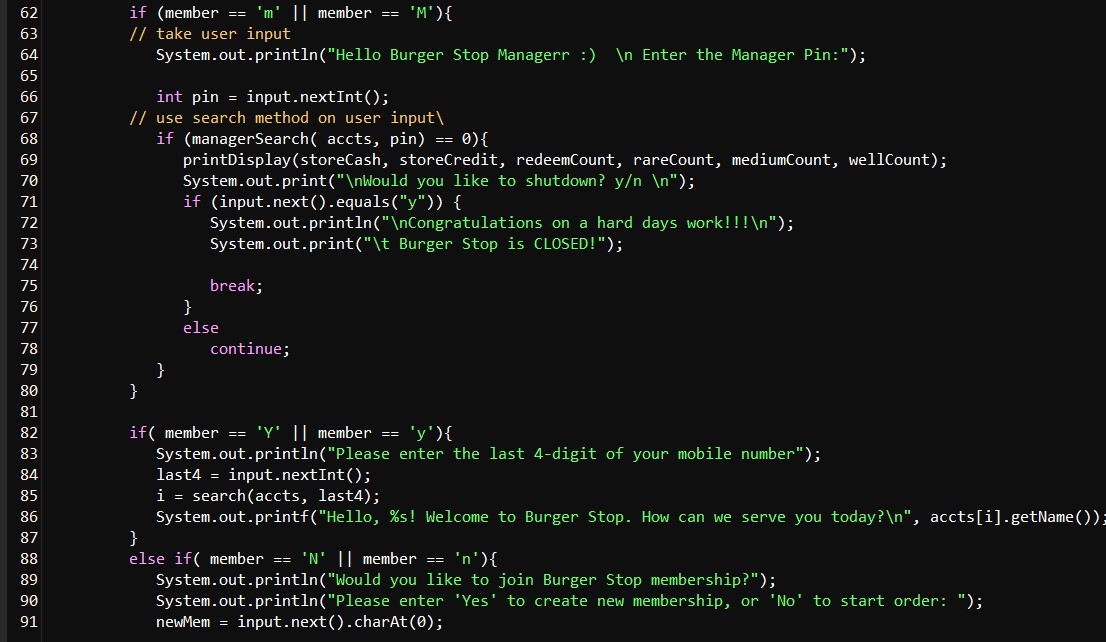 62         if (member == 'm' || member == 'M'){
63         // take user input
64            System.out.println("Hello Burger Stop Managerr :)  \n Enter the Manager Pin:");
65
66            int pin = input.nextInt();
67         // use search method on user input\
68            if (managerSearch( accts, pin) == 0){
69               printDisplay(storeCash, storeCredit, redeemCount, rareCount, mediumCount, wellCount);
70               System.out.print("\nWould you like to shutdown? y/n \n");
71               if (input.next().equals("y")) {
72                  System.out.println("\nCongratulations on a hard days work!!!\n");
73                  System.out.print("\t Burger Stop is CLOSED!");
74
75                  break;
76               }
77               else
78                  continue;
79            }
80         }
81
82         if( member == 'Y' || member == 'y'){
83            System.out.println("Please enter the last 4-digit of your mobile number");
84            last4 = input.nextInt();
85            i = search(accts, last4);
86            System.out.printf("Hello, %s! Welcome to Burger Stop. How can we serve you today?\n", accts[i].getName());
87         }
88         else if( member == 'N' || member == 'n'){
89            System.out.println("Would you like to join Burger Stop membership?");
90            System.out.println("Please enter 'Yes' to create new membership, or 'No' to start order: ");
91            newMem = input.next().charAt(0);